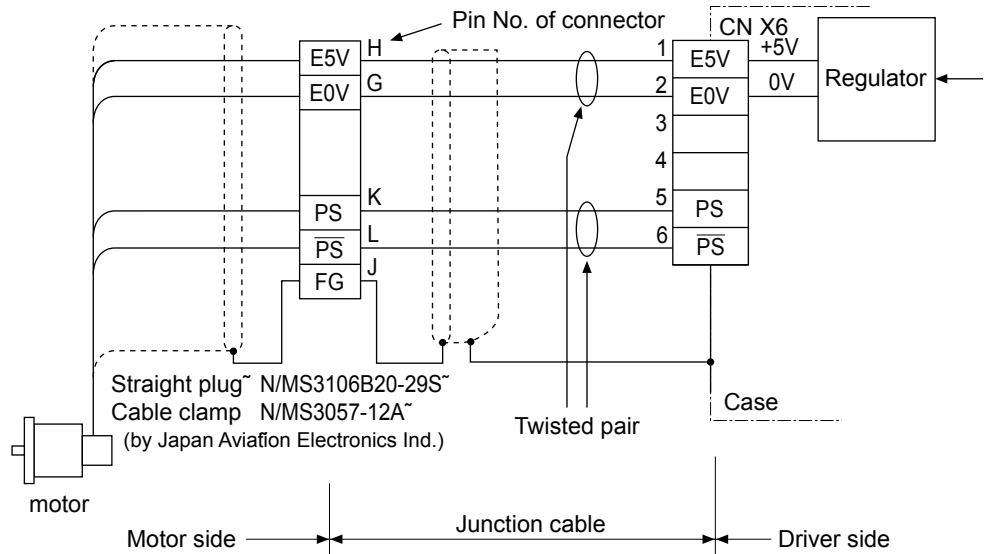 Pin No. of connector
CN X6
H
1
+5V
E5V
E5V
Regulator
G
2
0V
E0V
E0V
3
4
K
5
PS
PS
L
6
P̅S̅
P̅S̅
J
FG
Straight plug˜ N/MS3106B20-29S˜
Cable clamp N/MS3057-12A˜
(by Japan Aviation Electronics Ind.)
Twisted pair
Case
motor
Motor side
Junction cable
Driver side